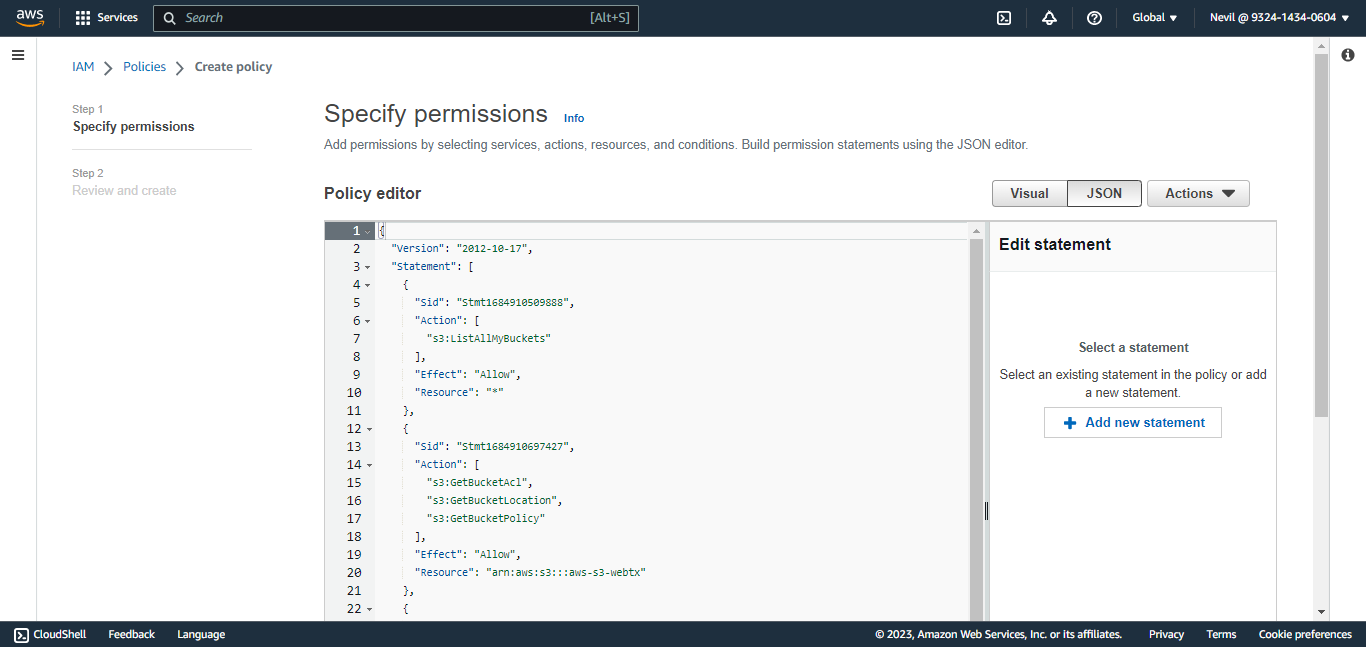 aws Services Search [Alt+S] Global Nevil @ 9324-1434-0604
IAM Policies Create policy
Step 1
Specify permissions
Step 2
Review and create
Specify permissions Info
Add permissions by selecting services, actions, resources, and conditions. Build permission statements using the JSON editor.
Policy editor Visual JSON Actions
1 {
2 "Version": "2012-10-17",
3 "Statement": [
4 {
5 "Sid": "Stmt1684910509888",
6 "Action": [
7 "s3:ListAllMyBuckets"
8 ],
9 "Effect": "Allow",
10 "Resource": "*"
11 },
12 {
13 "Sid": "Stmt1684910697427",
14 "Action": [
15 "s3:GetBucketAcl",
16 "s3:GetBucketLocation",
17 "s3:GetBucketPolicy"
18 ],
19 "Effect": "Allow",
20 "Resource": "arn:aws:s3:::aws-s3-webtx"
21 },
22 {
Edit statement
Select a statement
Select an existing statement in the policy or add
a new statement.
Add new statement
CloudShell Feedback Language © 2023, Amazon Web Services, Inc. or its affiliates. Privacy Terms Cookie preferences